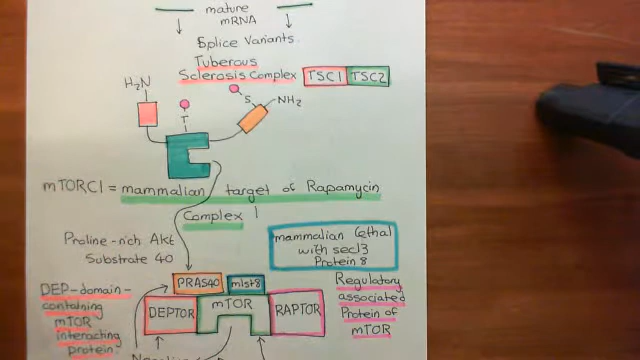 mature
mRNA
Splice Variants
Tuberous
Sclerosis Complex TSC1 TSC2
H₂N
T
S
NH₂
mTORC1 = mammalian target of Rapamycin
Complex 1
Proline-rich Akt
Substrate 40
mammalian lethal
with sec13
Protein 8
DEP-domain-
containing
mTOR
interacting
protein
PRAS40 mlst8
DEPTOR mTOR RAPTOR
Regulatory
associated
Protein of
mTOR